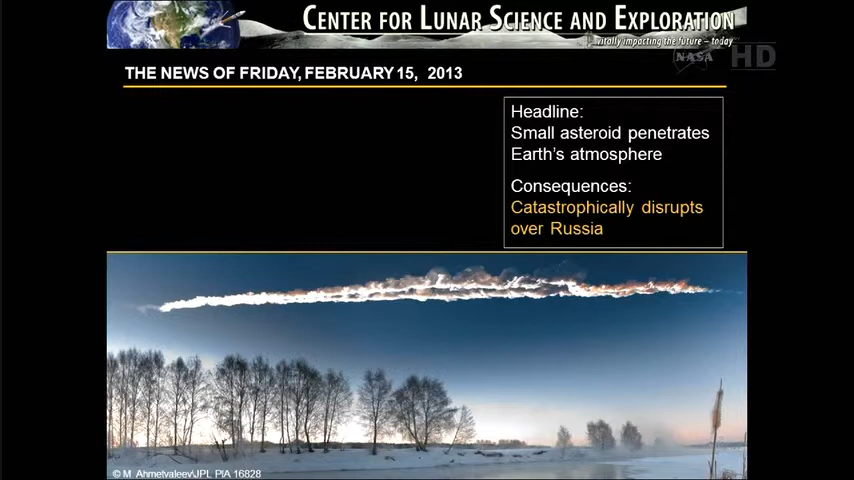 CENTER FOR LUNAR SCIENCE AND EXPLORATION
...vitally impacting the future – today
NASA HD
THE NEWS OF FRIDAY, FEBRUARY 15, 2013
Headline:
Small asteroid penetrates
Earth's atmosphere
Consequences:
Catastrophically disrupts
over Russia
© M. Ahmetvaleev/JPL PIA 16828